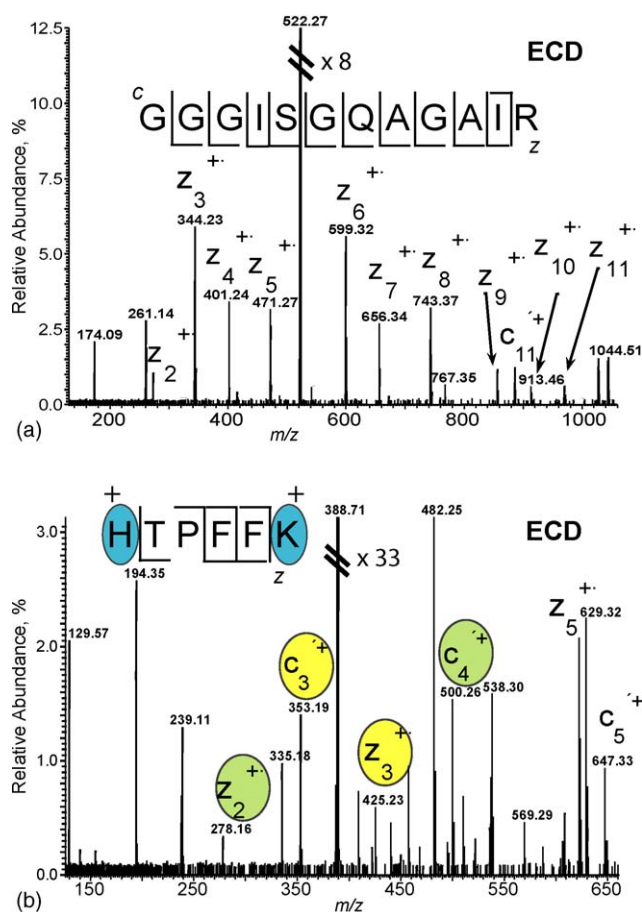 12.5
522.27
x 8
ECD
c
GGGISGQAGAIR
z
10.0
7.5
5.0
2.5
0.0
Relative Abundance, %
z3+·
344.23
z4+·
401.24
z5+·
471.27
z6+·
599.32
z7+·
656.34
z8+·
743.37
z9+·
z10+·
z11+·
c11´+
913.46
767.35
1044.51
174.09
261.14
z2+·
200
400
600
800
1000
(a)
m/z
3.0
+
+
HTPFFK
z
388.71
x 33
482.25
ECD
194.35
129.57
2.0
1.0
0.0
Relative Abundance, %
239.11
z2+·
278.16
335.18
c3´+
353.19
z3+·
425.23
c4´+
500.26
538.30
569.29
z5+·
629.32
c5´+
647.33
150
250
350
450
550
650
(b)
m/z